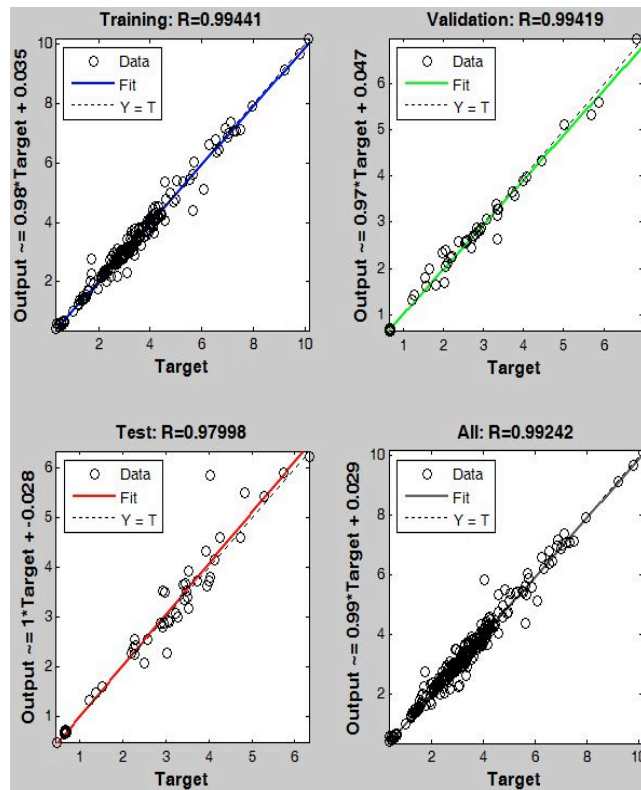 Training: R=0.99441
Output ~= 0.98*Target + 0.035
10
8
6
4
2
Data
Fit
Y = T
2 4 6 8 10
Target
Validation: R=0.99419
Output ~= 0.97*Target + 0.047
7
6
5
4
3
2
1
Data
Fit
Y = T
1 2 3 4 5 6
Target
Test: R=0.97998
Output ~= 1*Target + -0.028
6
5
4
3
2
1
Data
Fit
Y = T
1 2 3 4 5 6
Target
All: R=0.99242
Output ~= 0.99*Target + 0.029
10
8
6
4
2
Data
Fit
Y = T
2 4 6 8 10
Target